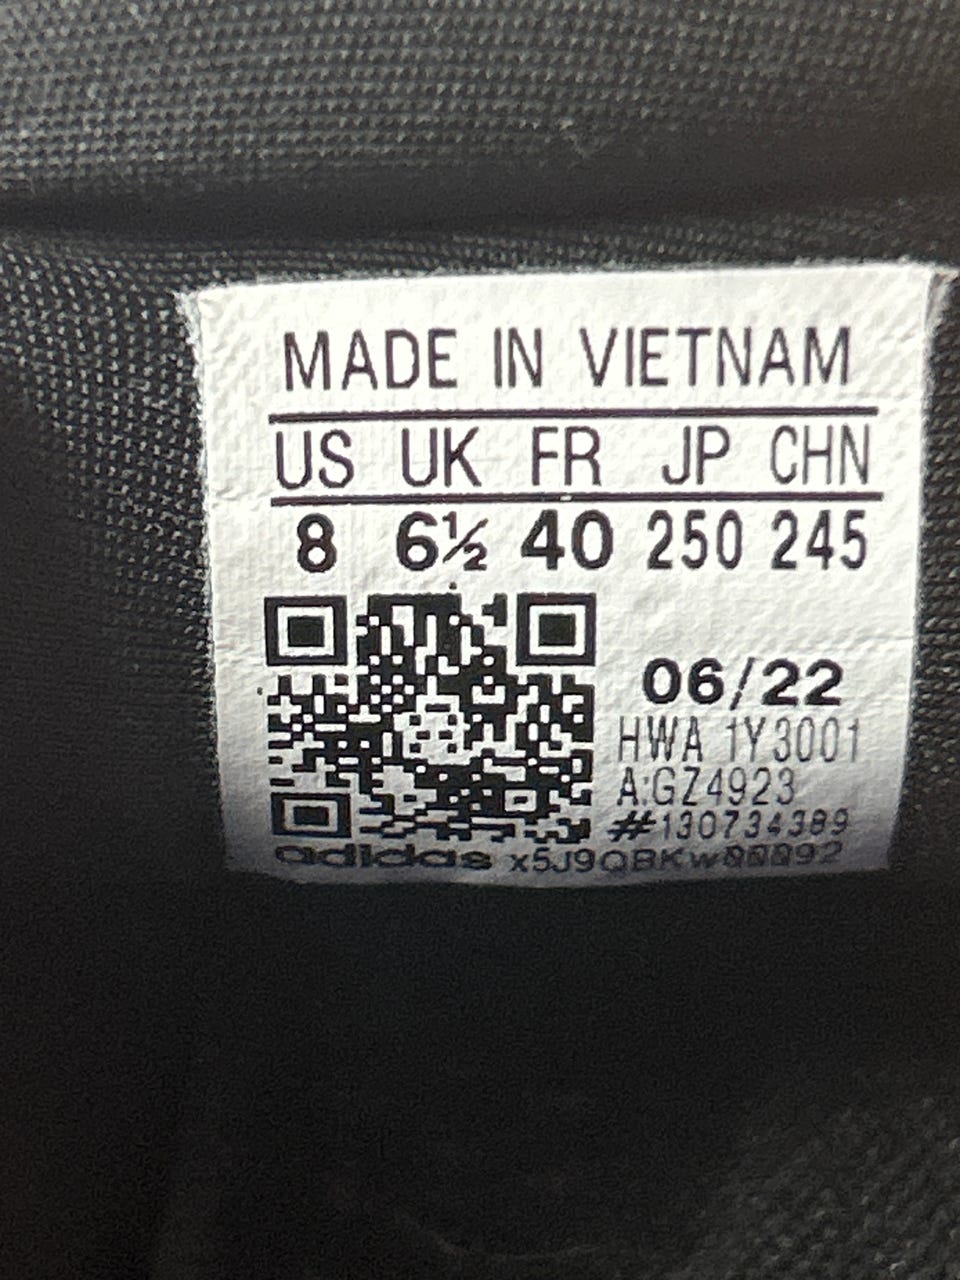 MADE IN VIETNAM
US UK FR JP CHN
8 6½ 40 250 245
06/22
HWA 1Y3001
A:GZ4923
#130734389
adidas x5J9QBKw00092